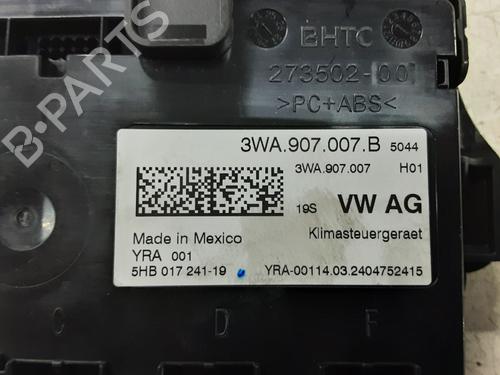 BHTC
273502-00
>PC+ABS<
3WA.907.007.B 5044
3WA.907.007 H01
19S VW AG
Made in Mexico Klimasteuergeraet
YRA 001
5HB 017 241-19 YRA-00114.03.2404752415
C D F
B-PARTS